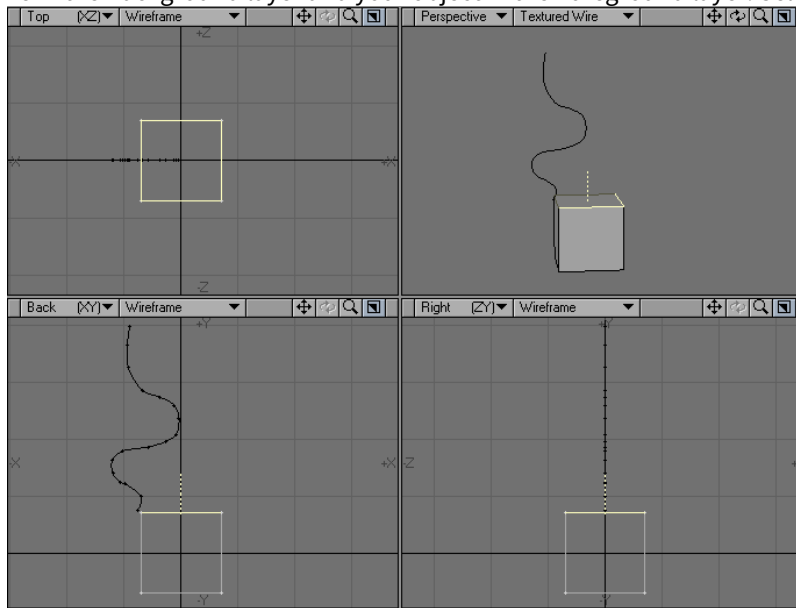 Top (XZ) Wireframe Perspective Textured Wire
+Z
-X +X
-Z
Back (XY) Wireframe Right (ZY) Wireframe
+Y +Y
-X +X -Z
-Y -Y